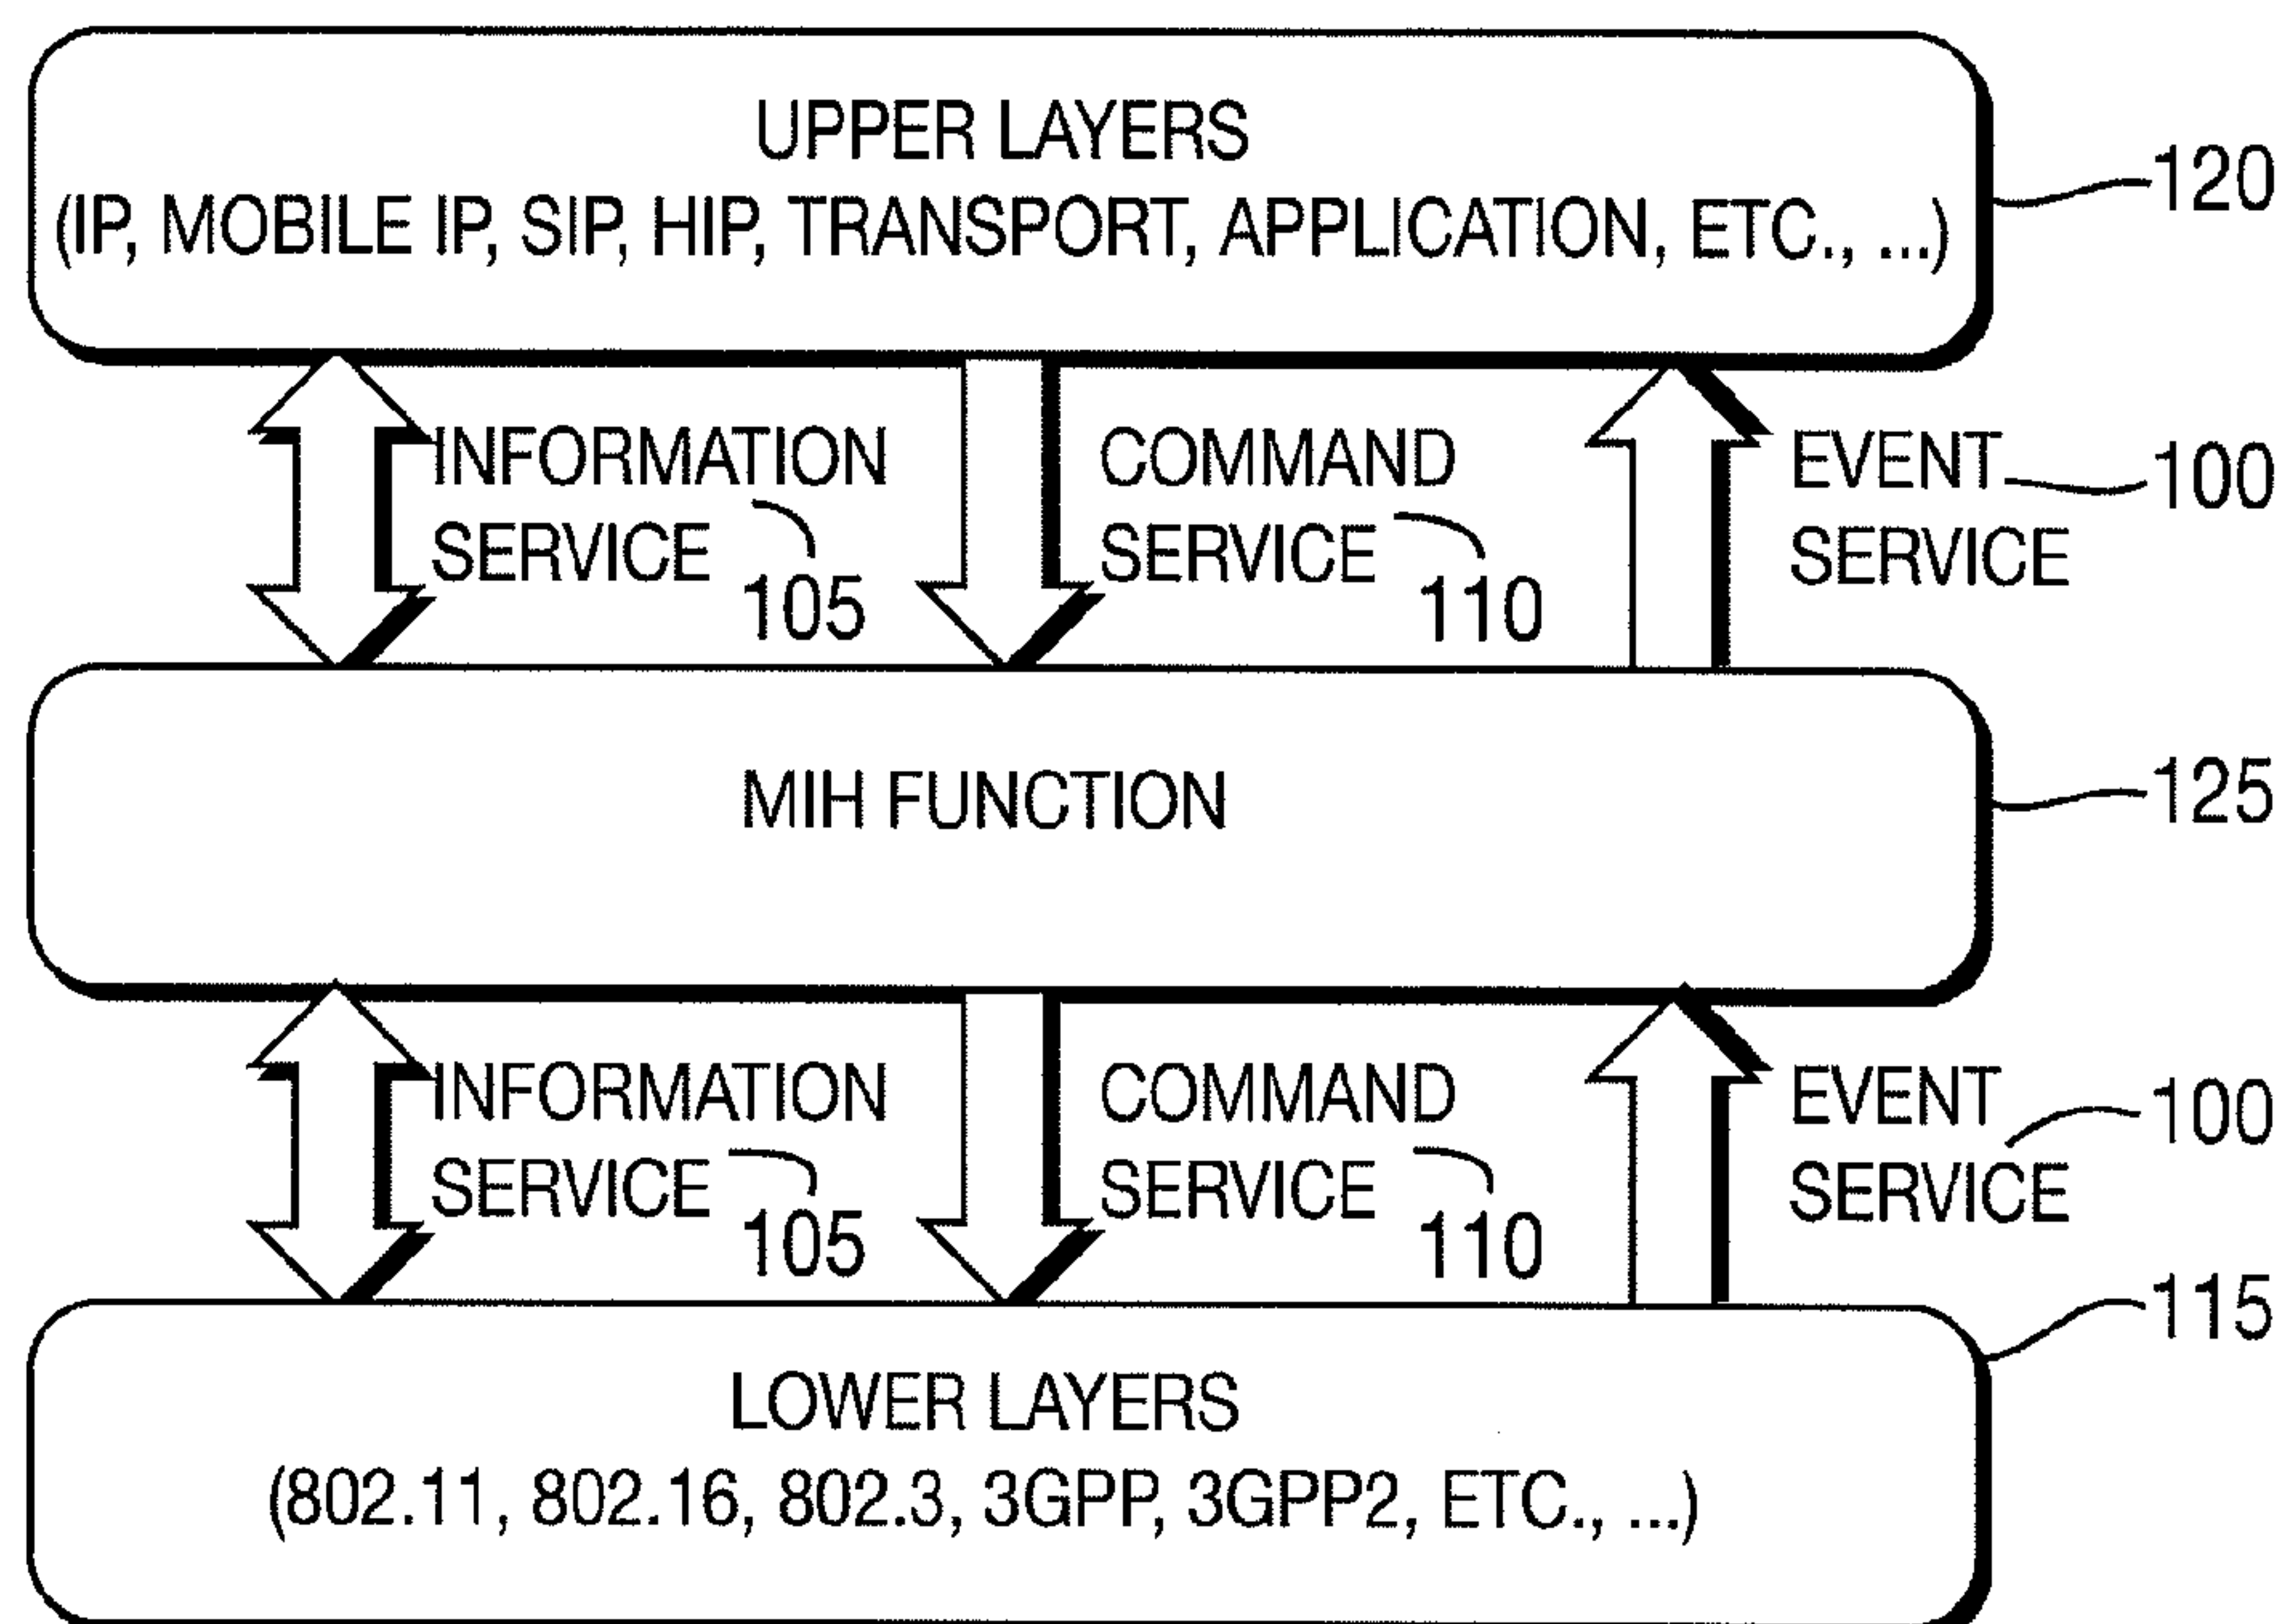 UPPER LAYERS
(IP, MOBILE IP, SIP, HIP, TRANSPORT, APPLICATION, ETC., ...)
120
INFORMATION
SERVICE
105
COMMAND
SERVICE
110
EVENT
SERVICE
100
MIH FUNCTION
125
INFORMATION
SERVICE
105
COMMAND
SERVICE
110
EVENT
SERVICE
100
115
LOWER LAYERS
(802.11, 802.16, 802.3, 3GPP, 3GPP2, ETC., ...)